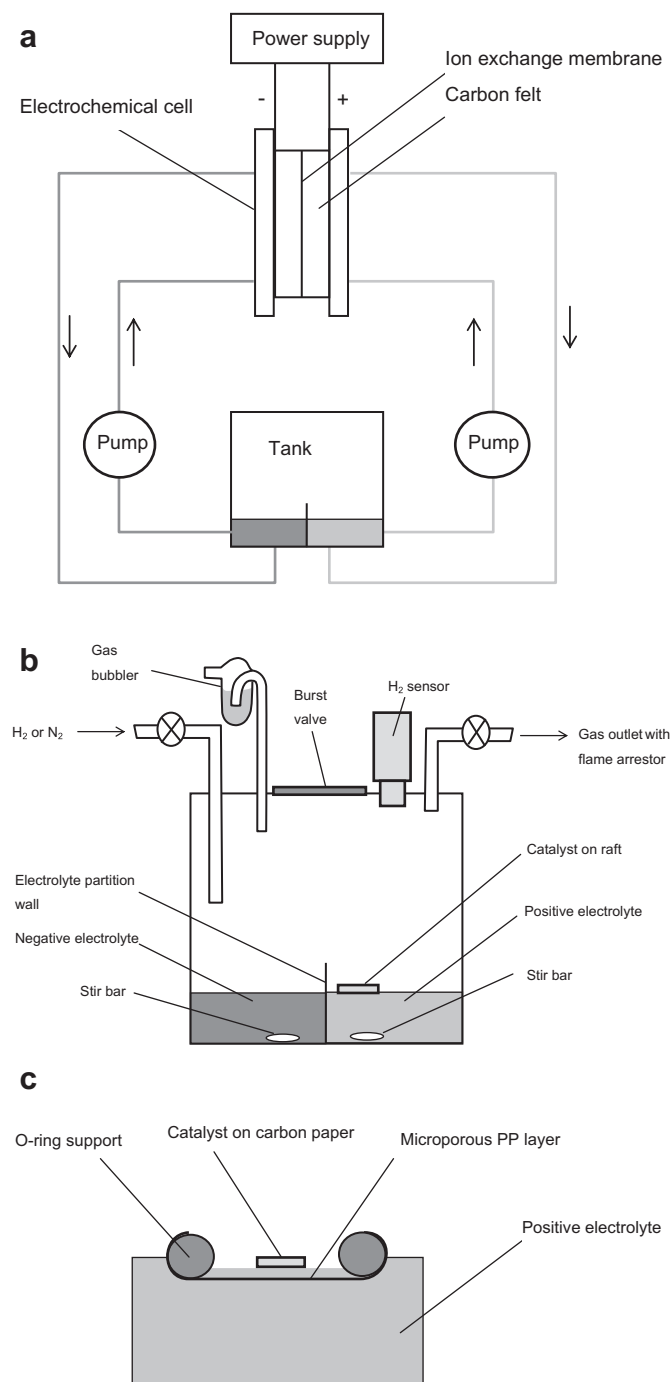 a
Power supply
Ion exchange membrane
Carbon felt
- +
Electrochemical cell
Pump
Tank
Pump
b
Gas
bubbler
Burst
valve
H₂ sensor
H₂ or N₂
Gas outlet with
flame arrestor
Electrolyte partition
wall
Catalyst on raft
Negative electrolyte
Positive electrolyte
Stir bar
Stir bar
c
O-ring support
Catalyst on carbon paper
Microporous PP layer
Positive electrolyte